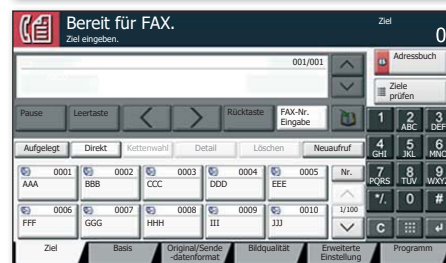 Bereit für FAX.
Ziel eingeben.
Ziel
0
001/001
Adressbuch
Ziele
prüfen
Pause
Leertaste
Rücktaste
FAX-Nr.
Eingabe
1
2
ABC
3
DEF
Aufgelegt
Direkt
Kettenwahl
Detail
Löschen
Neuaufruf
4
GHI
5
JKL
6
MNO
0001
AAA
0002
BBB
0003
CCC
0004
DDD
0005
EEE
Nr.
7
PQRS
8
TUV
9
WXYZ
0006
FFF
0007
GGG
0008
HHH
0009
III
0010
JJJ
1/100
*/.
0
#
C
Ziel
Basis
Original/Sende
-datenformat
Bildqualität
Erweiterte
Einstellung
Programm